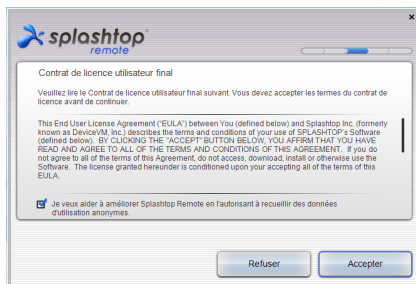 splashtop
remote
Contrat de licence utilisateur final
Veuillez lire le Contrat de licence utilisateur final suivant. Vous devez accepter les termes du contrat de
licence avant de continuer.
This End User License Agreement ("EULA") between You (defined below) and Splashtop Inc. (formerly
known as DeviceVM, Inc.) describes the terms and conditions of your use of SPLASHTOP's Software
(defined below). BY CLICKING THE "ACCEPT" BUTTON BELOW, YOU AFFIRM THAT YOU HAVE
READ AND AGREE TO ALL OF THE TERMS AND CONDITIONS OF THIS AGREEMENT. If you do
not agree to all of the terms of this Agreement, do not access, download, install or otherwise use the
Software. The license granted hereunder is conditioned upon your accepting all of the terms of this
EULA.
Je veux aider à améliorer Splashtop Remote en l'autorisant à recueillir des données
d'utilisation anonymes.
Refuser
Accepter